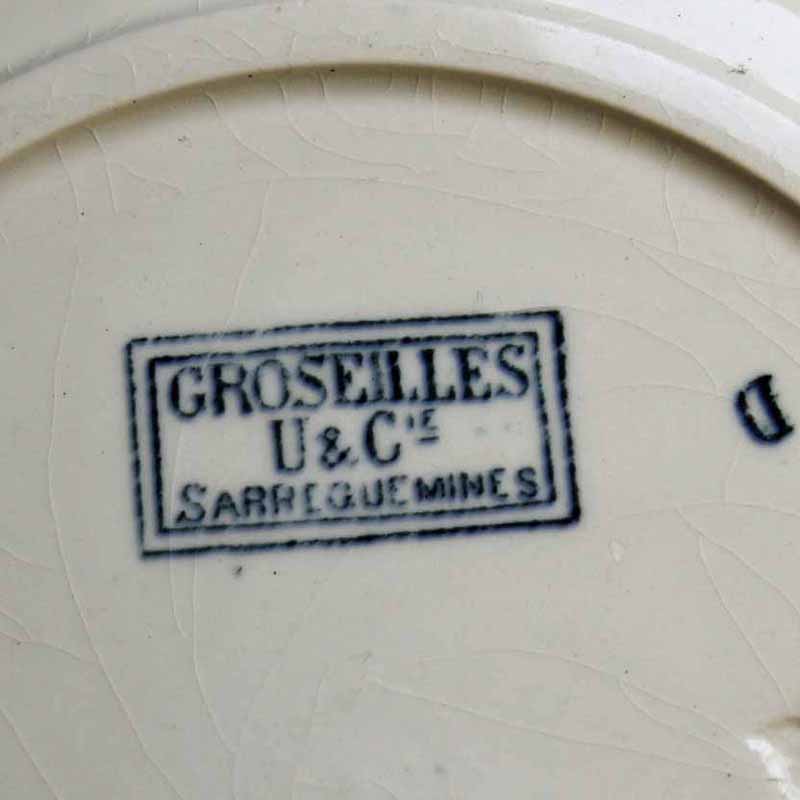 GROSEILLES
U & CIE
SARREGUEMINES
D